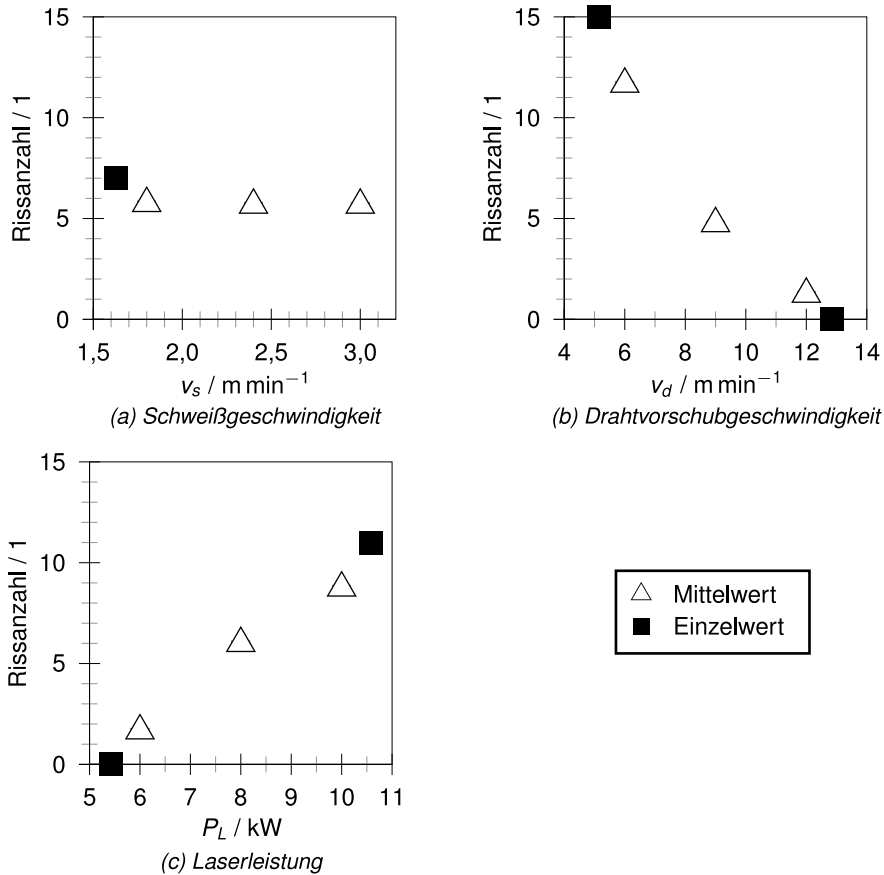 15
10
5
0
Rissanzahl / 1
1,5 2,0 2,5 3,0
v_s / m min⁻¹
(a) Schweißgeschwindigkeit
15
10
5
0
Rissanzahl / 1
4 6 8 10 12 14
v_d / m min⁻¹
(b) Drahtvorschubgeschwindigkeit
15
10
5
0
Rissanzahl / 1
5 6 7 8 9 10 11
P_L / kW
(c) Laserleistung
Mittelwert
Einzelwert